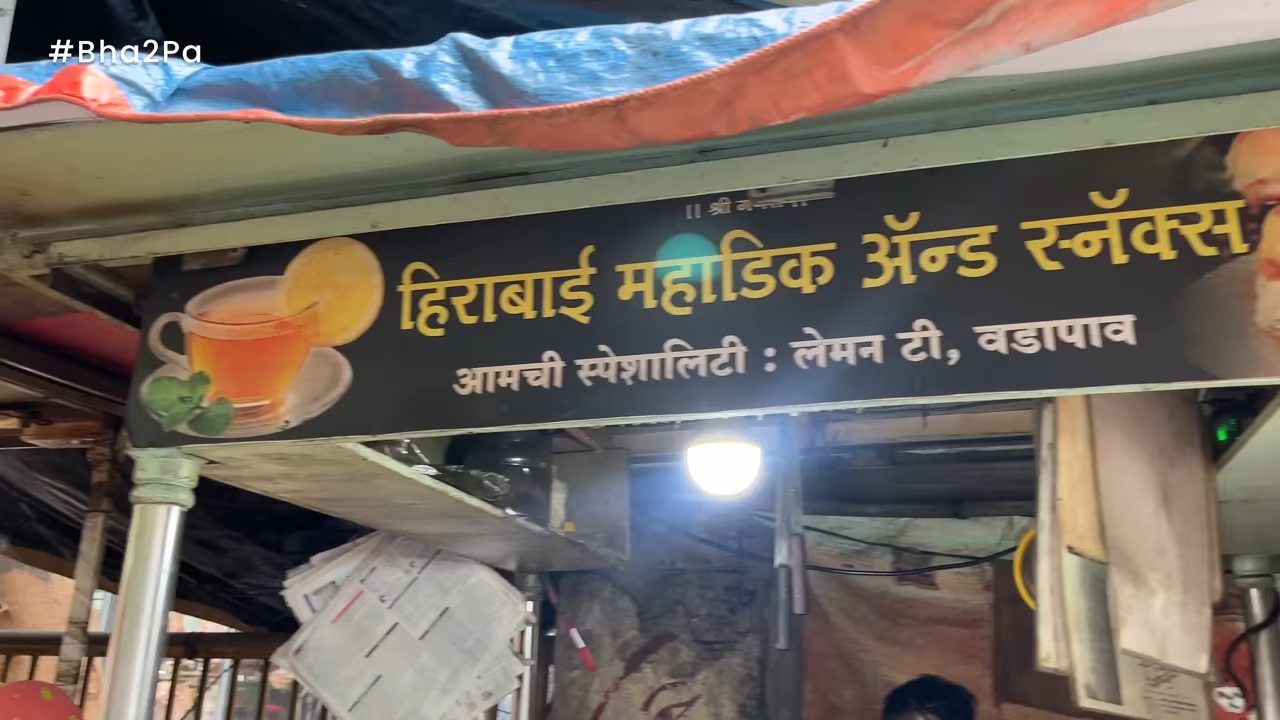 #Bha2Pa
|| श्री
हिराबाई महाडिक ॲन्ड स्नॅक्स
आमची स्पेशालिटी : लेमन टी, वडापाव